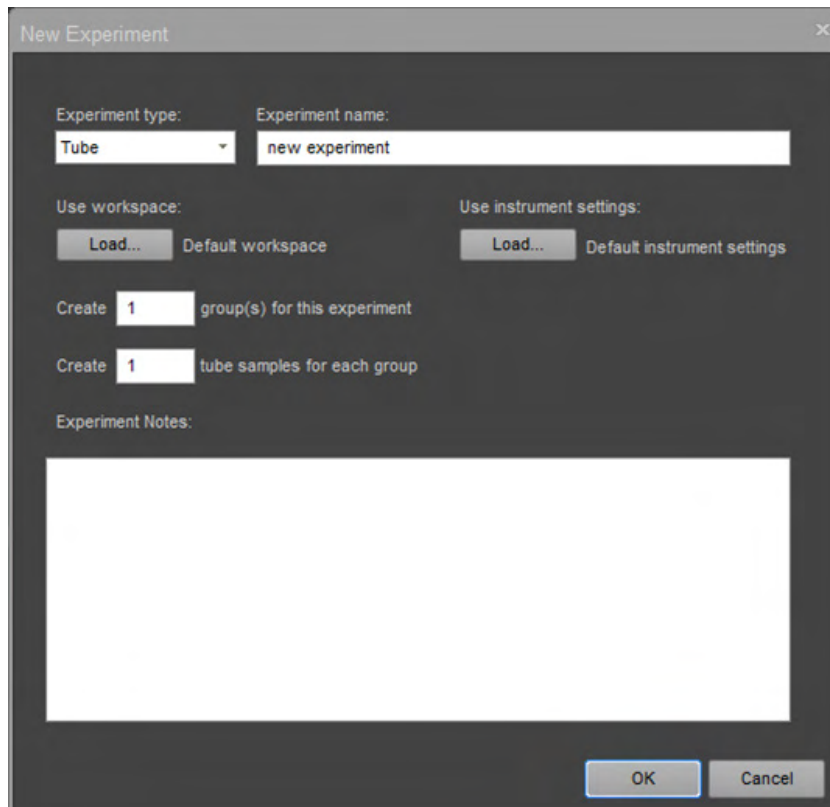 New Experiment
Experiment type: Experiment name:
Tube new experiment
Use workspace: Use instrument settings:
Load... Default workspace Load... Default instrument settings
Create 1 group(s) for this experiment
Create 1 tube samples for each group
Experiment Notes:
OK Cancel